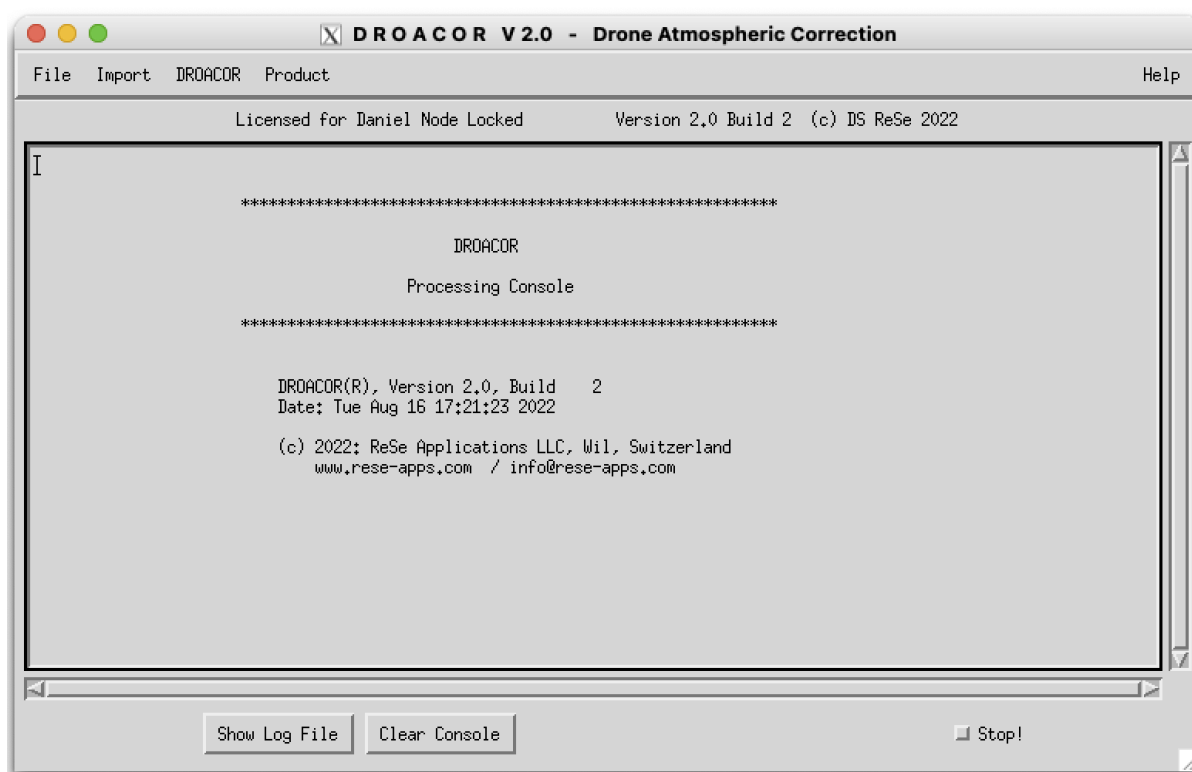 X D R O A C O R V 2.0 - Drone Atmospheric Correction
File Import DROACOR Product Help
Licensed for Daniel Node Locked Version 2.0 Build 2 (c) DS ReSe 2022
**********************************************************
DROACOR
Processing Console
**********************************************************
DROACOR(R), Version 2.0, Build 2
Date: Tue Aug 16 17:21:23 2022
(c) 2022: ReSe Applications LLC, Wil, Switzerland
www.rese-apps.com / info@rese-apps.com
Show Log File Clear Console Stop!